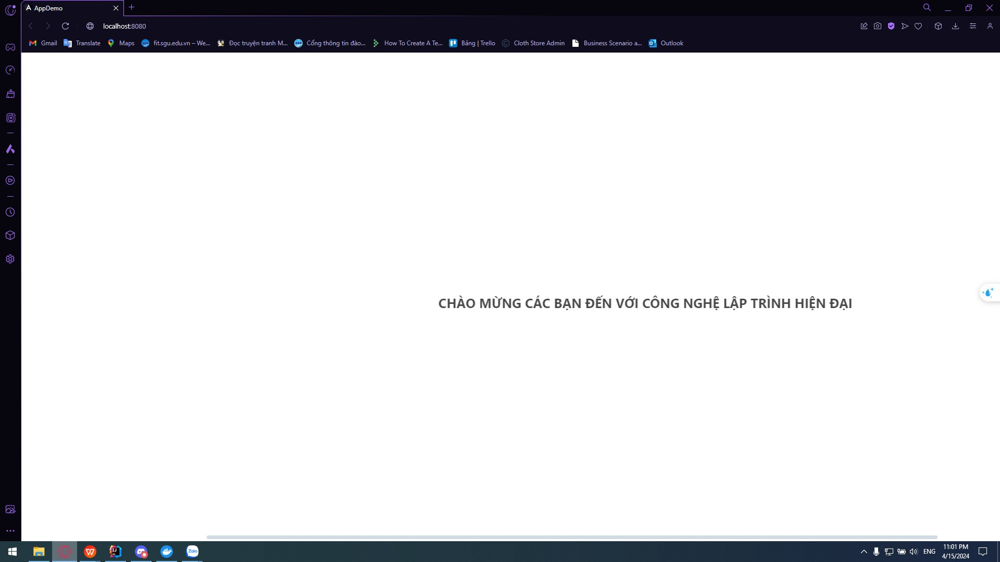 AppDemo
localhost:8080
Gmail
Translate
Maps
fit.sgu.edu.vn – We...
Đọc truyện tranh M...
Cổng thông tin đào...
How To Create A Te...
Bảng | Trello
Cloth Store Admin
Business Scenario a...
Outlook
CHÀO MỪNG CÁC BẠN ĐẾN VỚI CÔNG NGHỆ LẬP TRÌNH HIỆN ĐẠI
Zalo
ENG
11:01 PM
4/15/2024